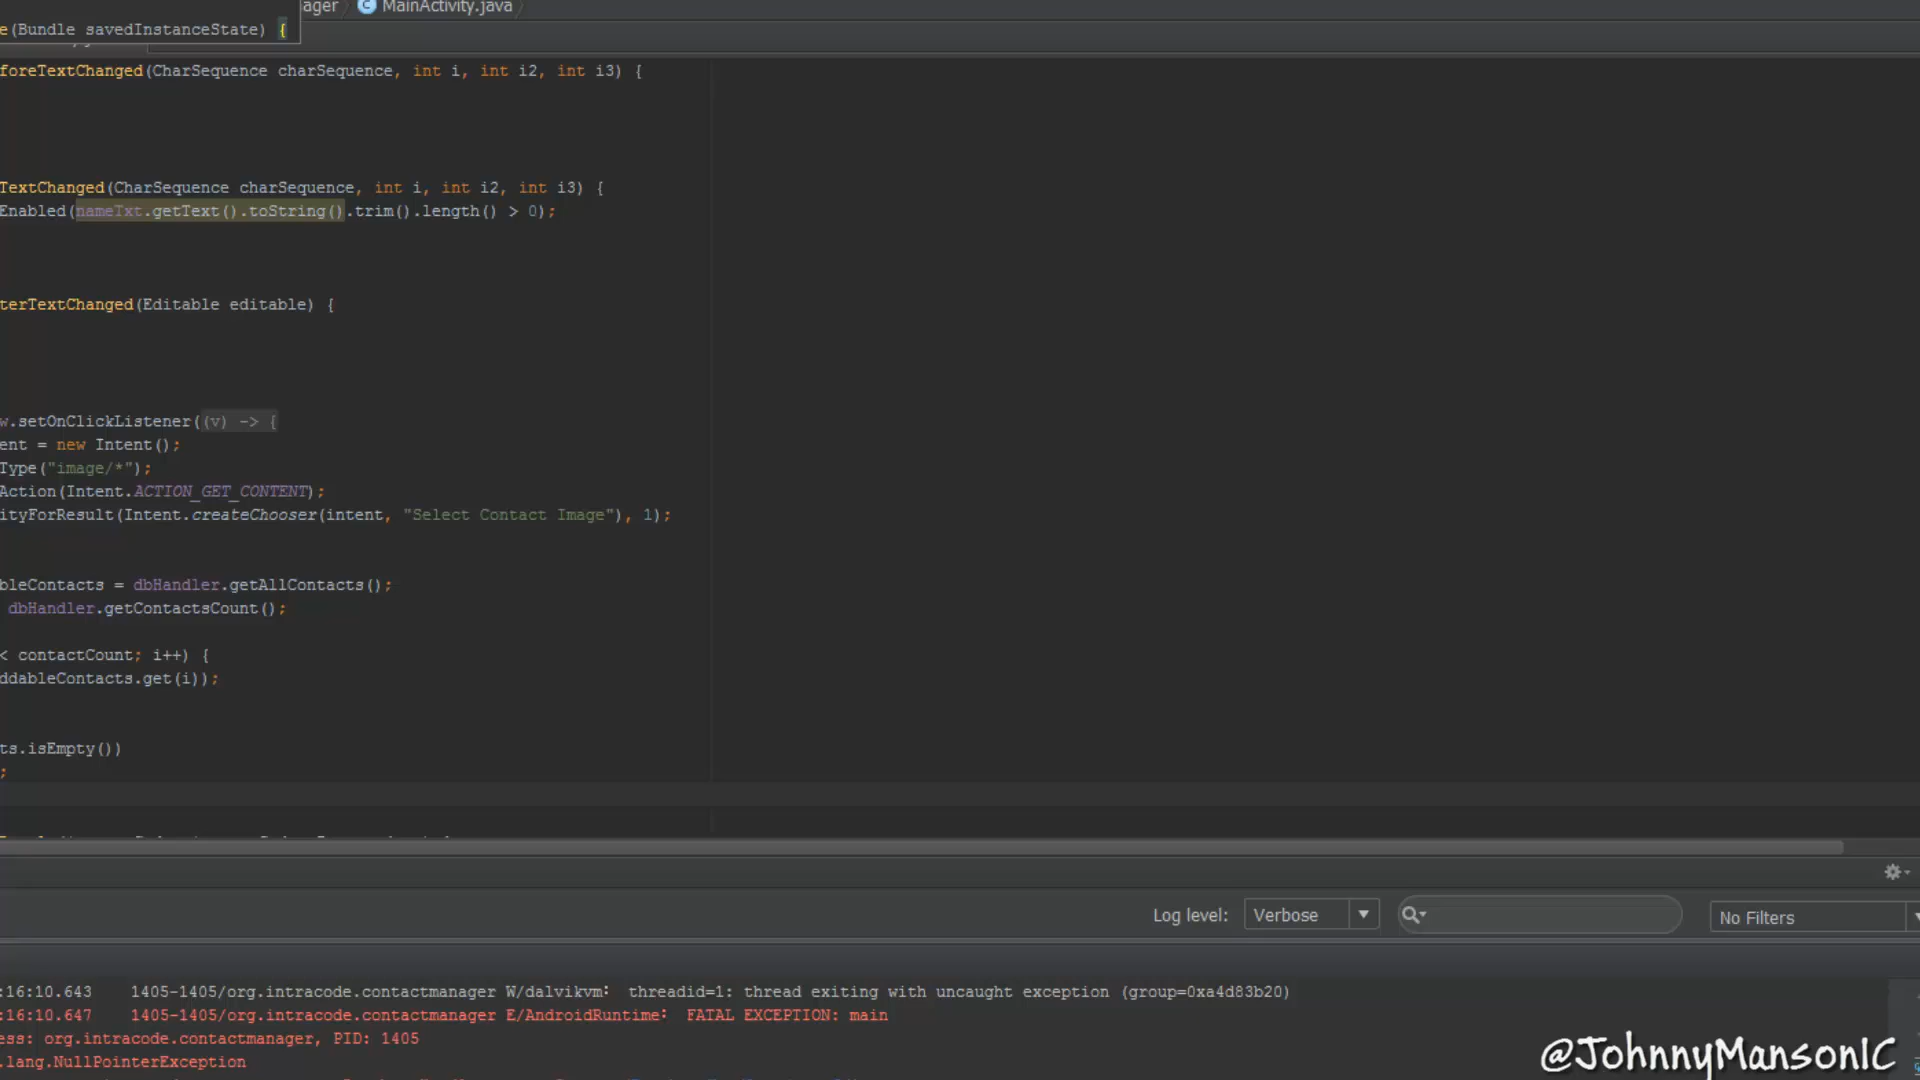 ager MainActivity.java
e(Bundle savedInstanceState) {
foreTextChanged(CharSequence charSequence, int i, int i2, int i3) {
TextChanged(CharSequence charSequence, int i, int i2, int i3) {
Enabled(nameTxt.getText().toString().trim().length() > 0);
terTextChanged(Editable editable) {
w.setOnClickListener((v) -> {
ent = new Intent();
Type("image/*");
Action(Intent.ACTION_GET_CONTENT);
ityForResult(Intent.createChooser(intent, "Select Contact Image"), 1);
bleContacts = dbHandler.getAllContacts();
dbHandler.getContactsCount();
< contactCount; i++) {
ddableContacts.get(i));
ts.isEmpty())
;
Log level: Verbose No Filters
:16:10.643 1405-1405/org.intracode.contactmanager W/dalvikvm: threadid=1: thread exiting with uncaught exception (group=0xa4d83b20)
:16:10.647 1405-1405/org.intracode.contactmanager E/AndroidRuntime: FATAL EXCEPTION: main
ess: org.intracode.contactmanager, PID: 1405
.lang.NullPointerException
@JohnnyMansonIC